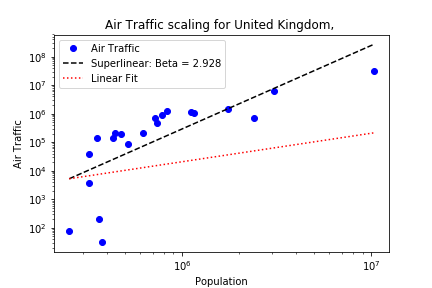 Air Traffic scaling for United Kingdom,
Air Traffic
Superlinear: Beta = 2.928
Linear Fit
10⁸
10⁷
10⁶
10⁵
10⁴
10³
10²
Air Traffic
10⁶ 10⁷
Population